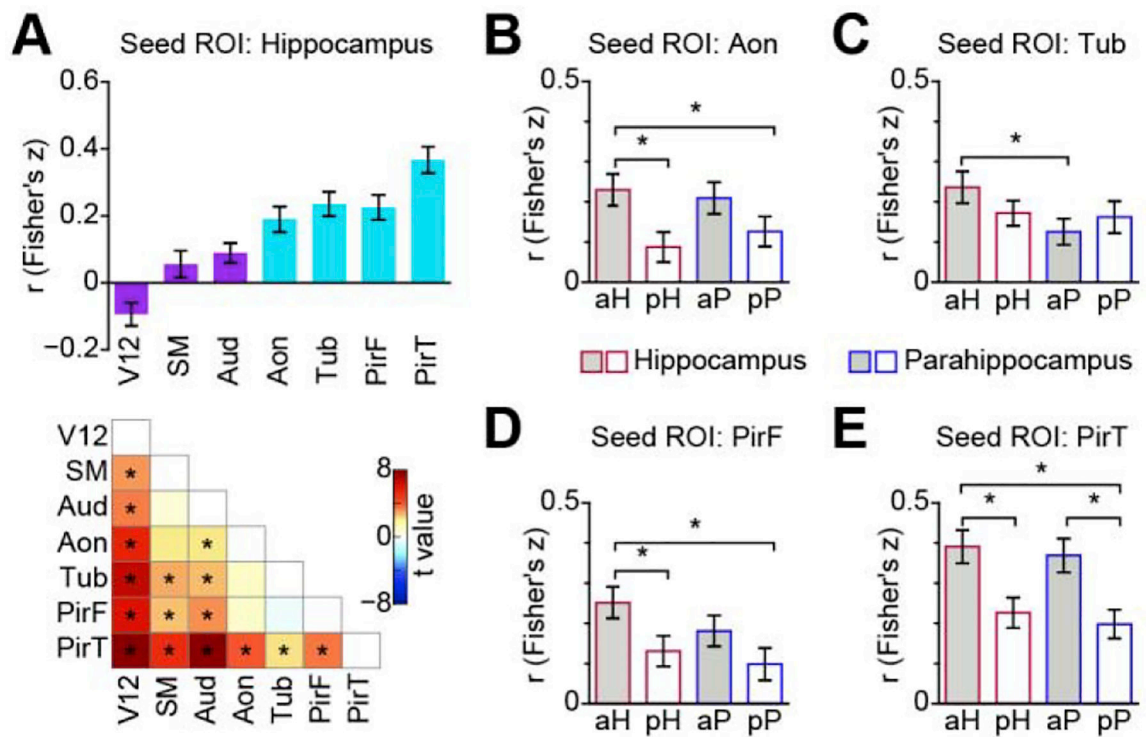 A
Seed ROI: Hippocampus
r (Fisher's z)
0.6
0.4
0.2
0
−0.2
V12
SM
Aud
Aon
Tub
PirF
PirT
B
Seed ROI: Aon
r (Fisher's z)
0.5
*
*
0
aH pH aP pP
C
Seed ROI: Tub
r (Fisher's z)
0.5
*
0
aH pH aP pP
Hippocampus
Parahippocampus
V12
SM *
Aud *
Aon * *
Tub * * *
PirF * * *
PirT * * * * * *
V12
SM
Aud
Aon
Tub
PirF
PirT
8
0
−8
t value
D
Seed ROI: PirF
r (Fisher's z)
0.5
*
*
0
aH pH aP pP
E
Seed ROI: PirT
r (Fisher's z)
0.5
*
* *
0
aH pH aP pP